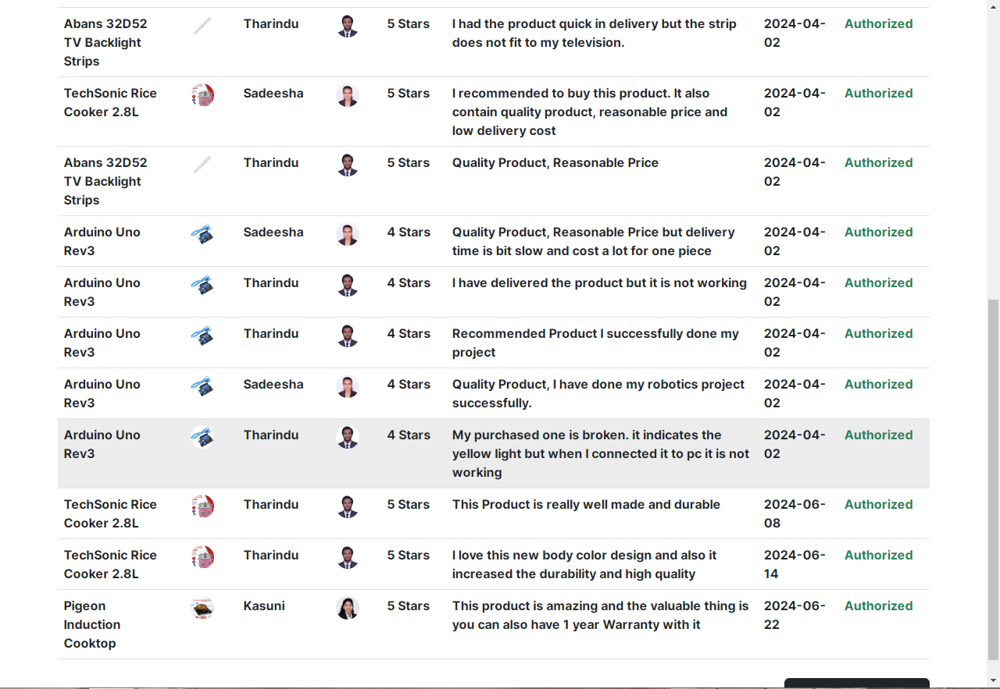 Abans 32D52 Tharindu 5 Stars I had the product quick in delivery but the strip 2024-04- Authorized
TV Backlight does not fit to my television. 02
Strips
TechSonic Rice Sadeesha 5 Stars I recommended to buy this product. It also 2024-04- Authorized
Cooker 2.8L contain quality product, reasonable price and 02
low delivery cost
Abans 32D52 Tharindu 5 Stars Quality Product, Reasonable Price 2024-04- Authorized
TV Backlight 02
Strips
Arduino Uno Sadeesha 4 Stars Quality Product, Reasonable Price but delivery 2024-04- Authorized
Rev3 time is bit slow and cost a lot for one piece 02
Arduino Uno Tharindu 4 Stars I have delivered the product but it is not working 2024-04- Authorized
Rev3 02
Arduino Uno Tharindu 4 Stars Recommended Product I successfully done my 2024-04- Authorized
Rev3 project 02
Arduino Uno Sadeesha 4 Stars Quality Product, I have done my robotics project 2024-04- Authorized
Rev3 successfully. 02
Arduino Uno Tharindu 4 Stars My purchased one is broken. it indicates the 2024-04- Authorized
Rev3 yellow light but when I connected it to pc it is not 02
working
TechSonic Rice Tharindu 5 Stars This Product is really well made and durable 2024-06- Authorized
Cooker 2.8L 08
TechSonic Rice Tharindu 5 Stars I love this new body color design and also it 2024-06- Authorized
Cooker 2.8L increased the durability and high quality 14
Pigeon Kasuni 5 Stars This product is amazing and the valuable thing is 2024-06- Authorized
Induction you can also have 1 year Warranty with it 22
Cooktop